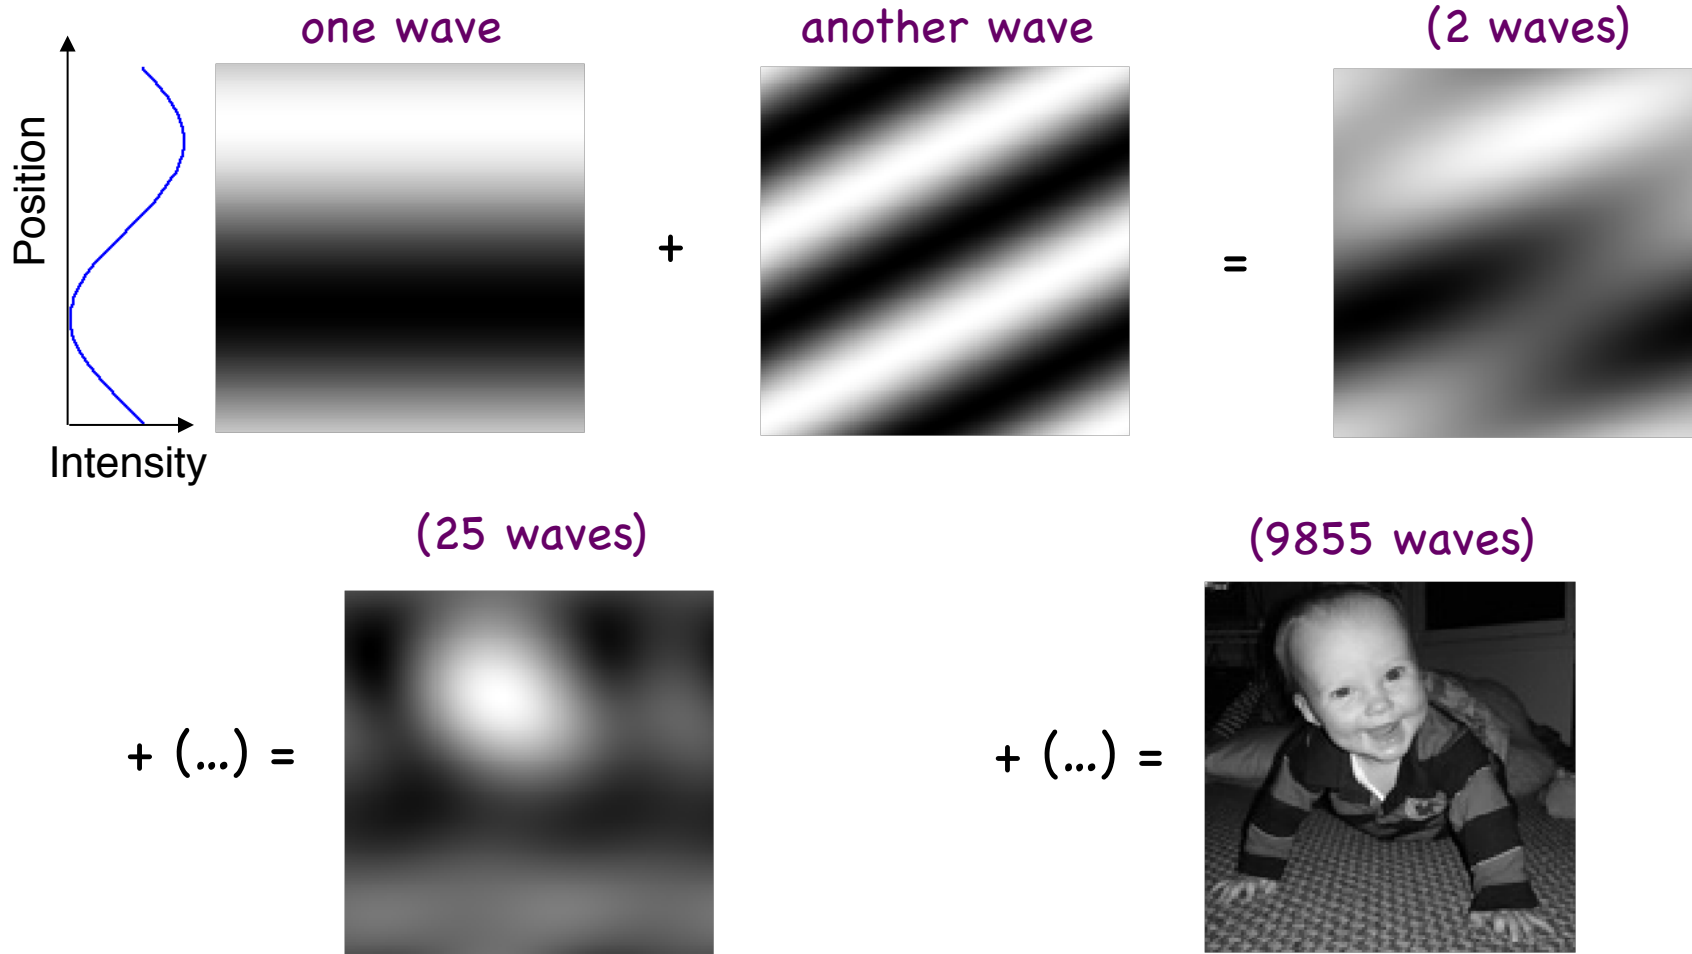 one wave
another wave
(2 waves)
Position
+
=
Intensity
(25 waves)
(9855 waves)
+ (...) =
+ (...) =